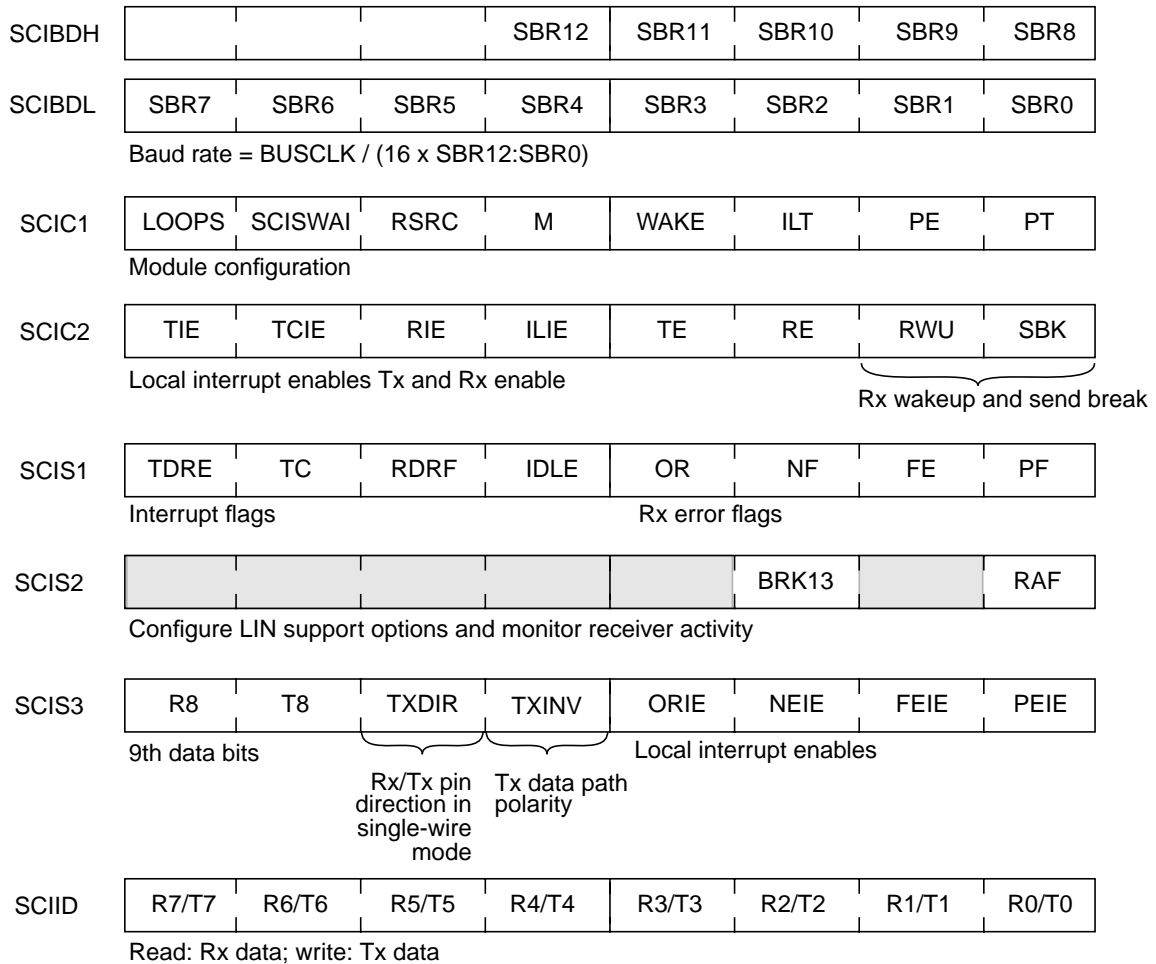 SCIBDH SBR12 SBR11 SBR10 SBR9 SBR8
SCIBDL SBR7 SBR6 SBR5 SBR4 SBR3 SBR2 SBR1 SBR0
Baud rate = BUSCLK / (16 x SBR12:SBR0)
SCIC1 LOOPS SCISWAI RSRC M WAKE ILT PE PT
Module configuration
SCIC2 TIE TCIE RIE ILIE TE RE RWU SBK
Local interrupt enables Tx and Rx enable
Rx wakeup and send break
SCIS1 TDRE TC RDRF IDLE OR NF FE PF
Interrupt flags Rx error flags
SCIS2 BRK13 RAF
Configure LIN support options and monitor receiver activity
SCIS3 R8 T8 TXDIR TXINV ORIE NEIE FEIE PEIE
9th data bits Local interrupt enables
Rx/Tx pin
direction in
single-wire
mode
Tx data path
polarity
SCIID R7/T7 R6/T6 R5/T5 R4/T4 R3/T3 R2/T2 R1/T1 R0/T0
Read: Rx data; write: Tx data